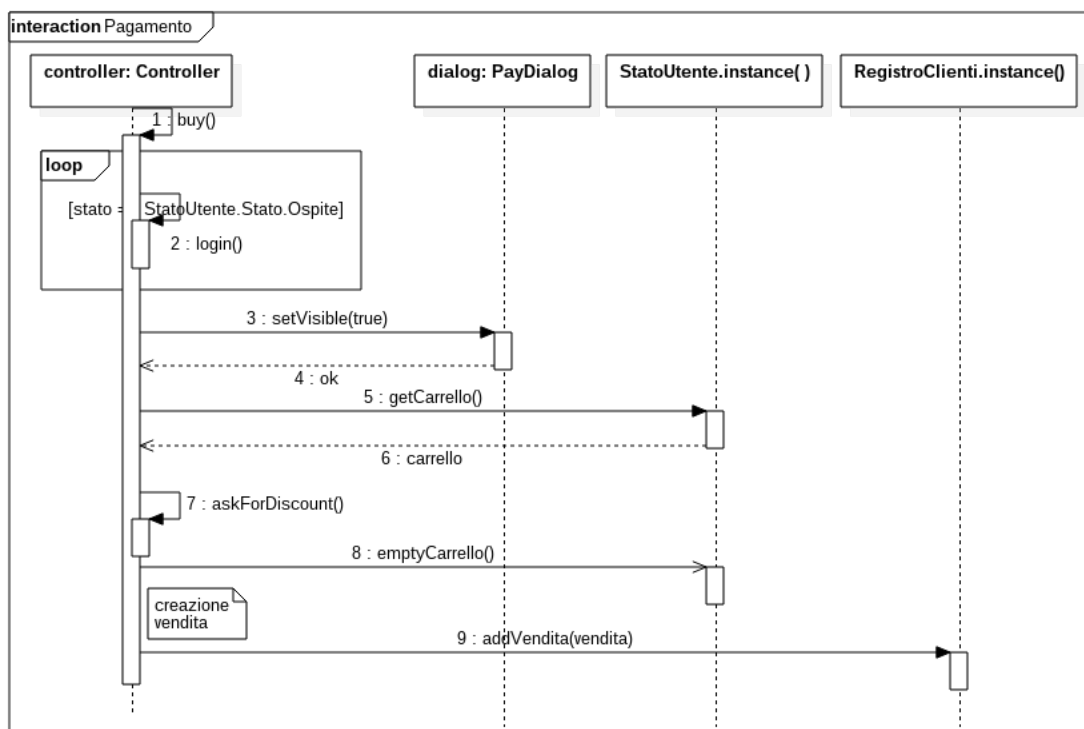 interaction Pagamento
controller: Controller
dialog: PayDialog
StatoUtente.instance( )
RegistroClienti.instance()
1 : buy()
loop
[stato = StatoUtente.Stato.Ospite]
2 : login()
3 : setVisible(true)
4 : ok
5 : getCarrello()
6 : carrello
7 : askForDiscount()
8 : emptyCarrello()
creazione
vendita
9 : addVendita(vendita)